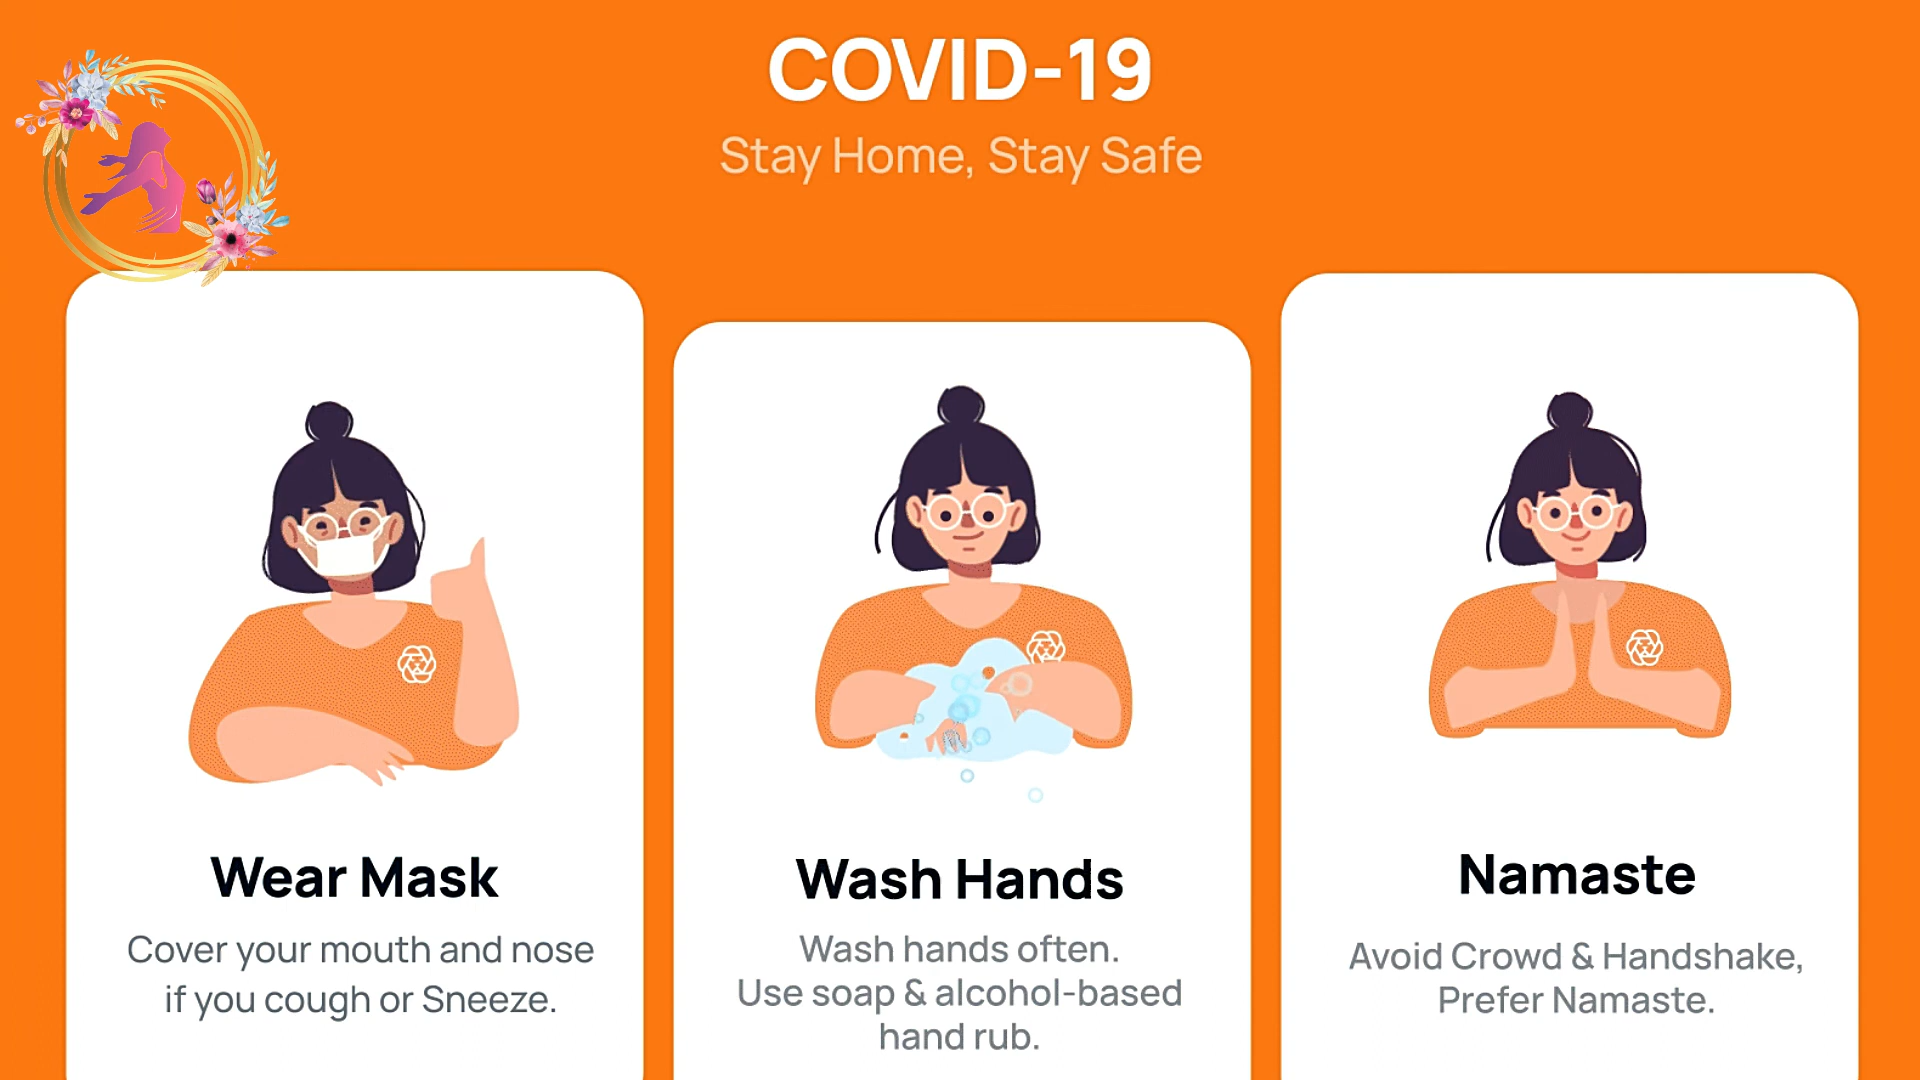 COVID-19
Stay Home, Stay Safe
Wear Mask
Cover your mouth and nose
if you cough or Sneeze.
Wash Hands
Wash hands often.
Use soap & alcohol-based
hand rub.
Namaste
Avoid Crowd & Handshake,
Prefer Namaste.